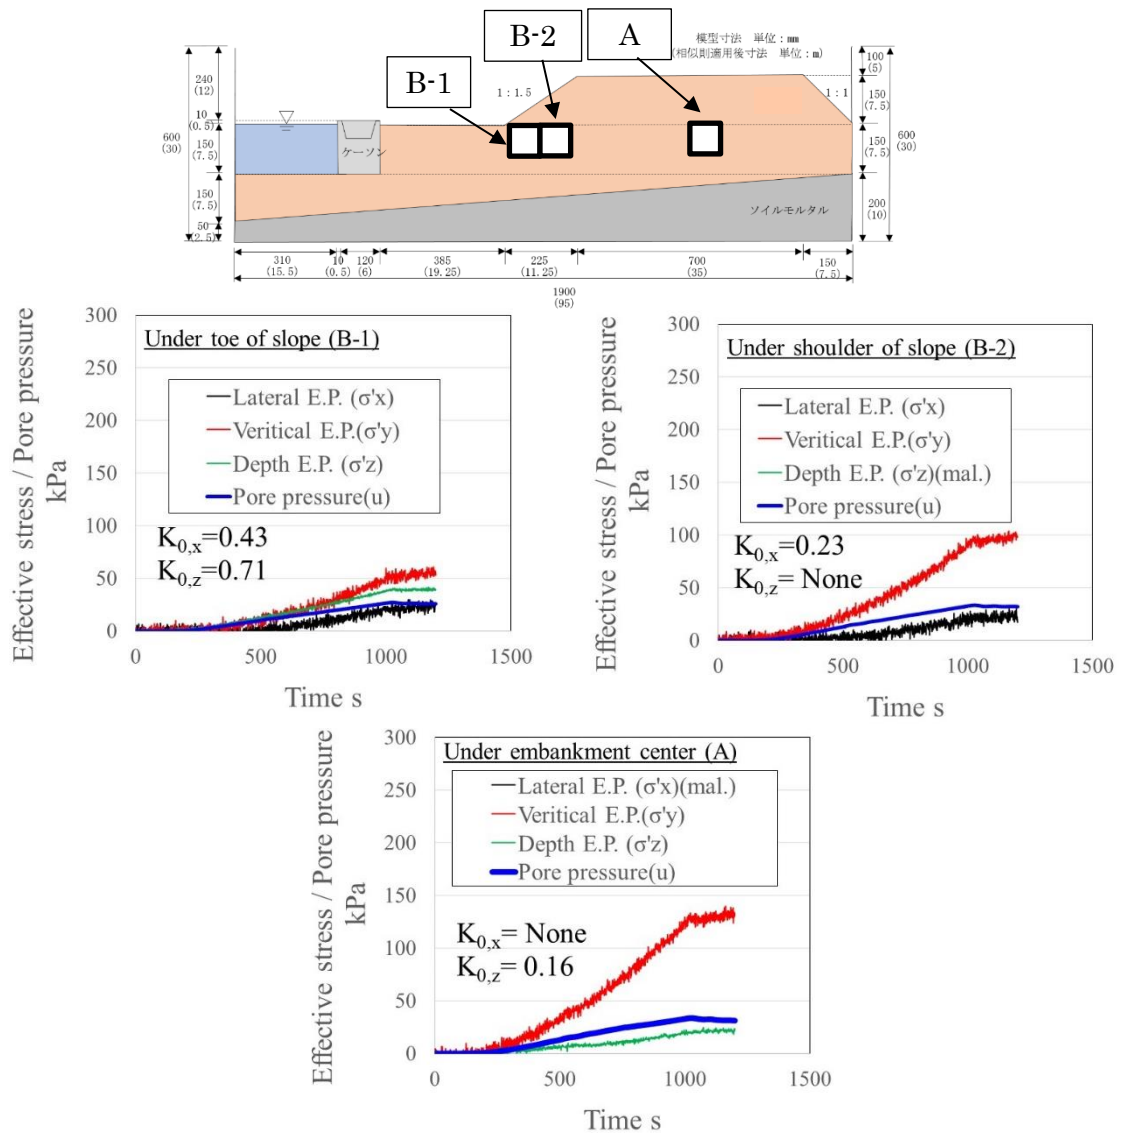 B-2
A
B-1
模型寸法　単位：mm
(相似則適用後寸法　単位：m)
1：1.5
1：1
240
(12)
10
(0.5)
600
(30)
150
(7.5)
150
(7.5)
50
(2.5)
ケーソン
ソイルモルタル
100
(5)
150
(7.5)
150
(7.5)
600
(30)
200
(10)
310
(15.5)
10
(0.5)
120
(6)
385
(19.25)
225
(11.25)
700
(35)
150
(7.5)
1900
(95)
Effective stress / Pore pressure
kPa
300
250
200
150
100
50
0
Under toe of slope (B-1)
Lateral E.P. (σ'x)
Veritical E.P.(σ'y)
Depth E.P. (σ'z)
Pore pressure(u)
K0,x=0.43
K0,z=0.71
0
500
1000
1500
Time s
Effective stress / Pore pressure
kPa
300
250
200
150
100
50
0
Under shoulder of slope (B-2)
Lateral E.P. (σ'x)
Veritical E.P.(σ'y)
Depth E.P. (σ'z)(mal.)
Pore pressure(u)
K0,x=0.23
K0,z= None
0
500
1000
1500
Time s
Effective stress / Pore pressure
kPa
300
250
200
150
100
50
0
Under embankment center (A)
Lateral E.P. (σ'x)(mal.)
Veritical E.P.(σ'y)
Depth E.P. (σ'z)
Pore pressure(u)
K0,x= None
K0,z= 0.16
0
500
1000
1500
Time s